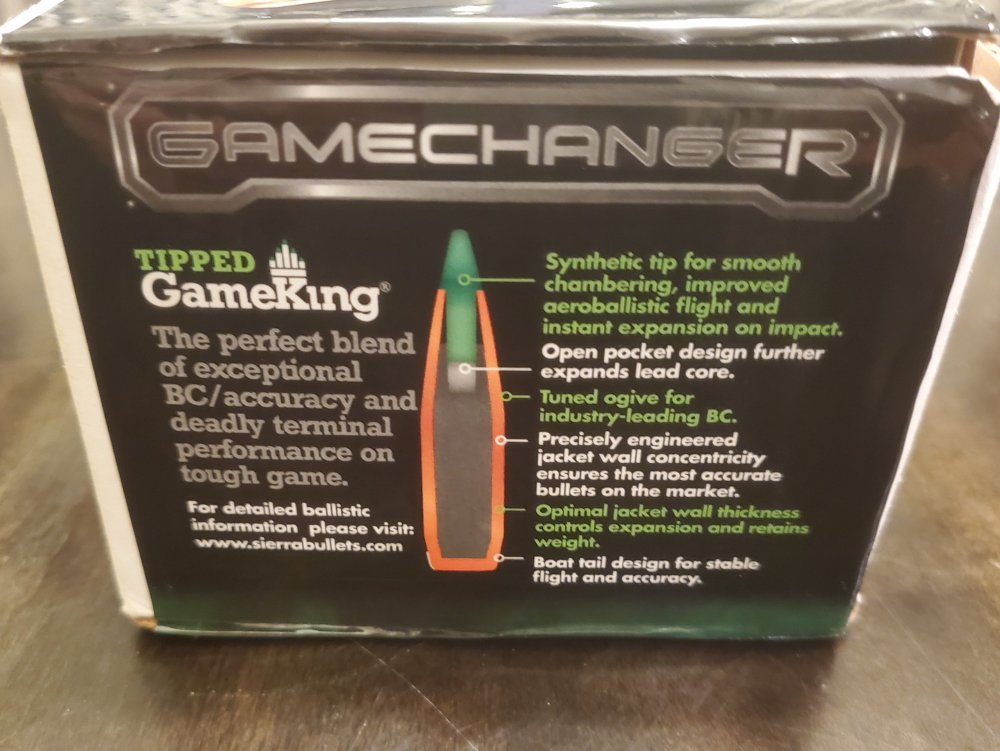 GAMECHANGER™
TIPPED
GameKing®
The perfect blend
of exceptional
BC/accuracy and
deadly terminal
performance on
tough game.
For detailed ballistic
information please visit:
www.sierrabullets.com
Synthetic tip for smooth
chambering, improved
aeroballistic flight and
instant expansion on impact.
Open pocket design further
expands lead core.
Tuned ogive for
industry-leading BC.
Precisely engineered
jacket wall concentricity
ensures the most accurate
bullets on the market.
Optimal jacket wall thickness
controls expansion and retains
weight.
Boat tail design for stable
flight and accuracy.